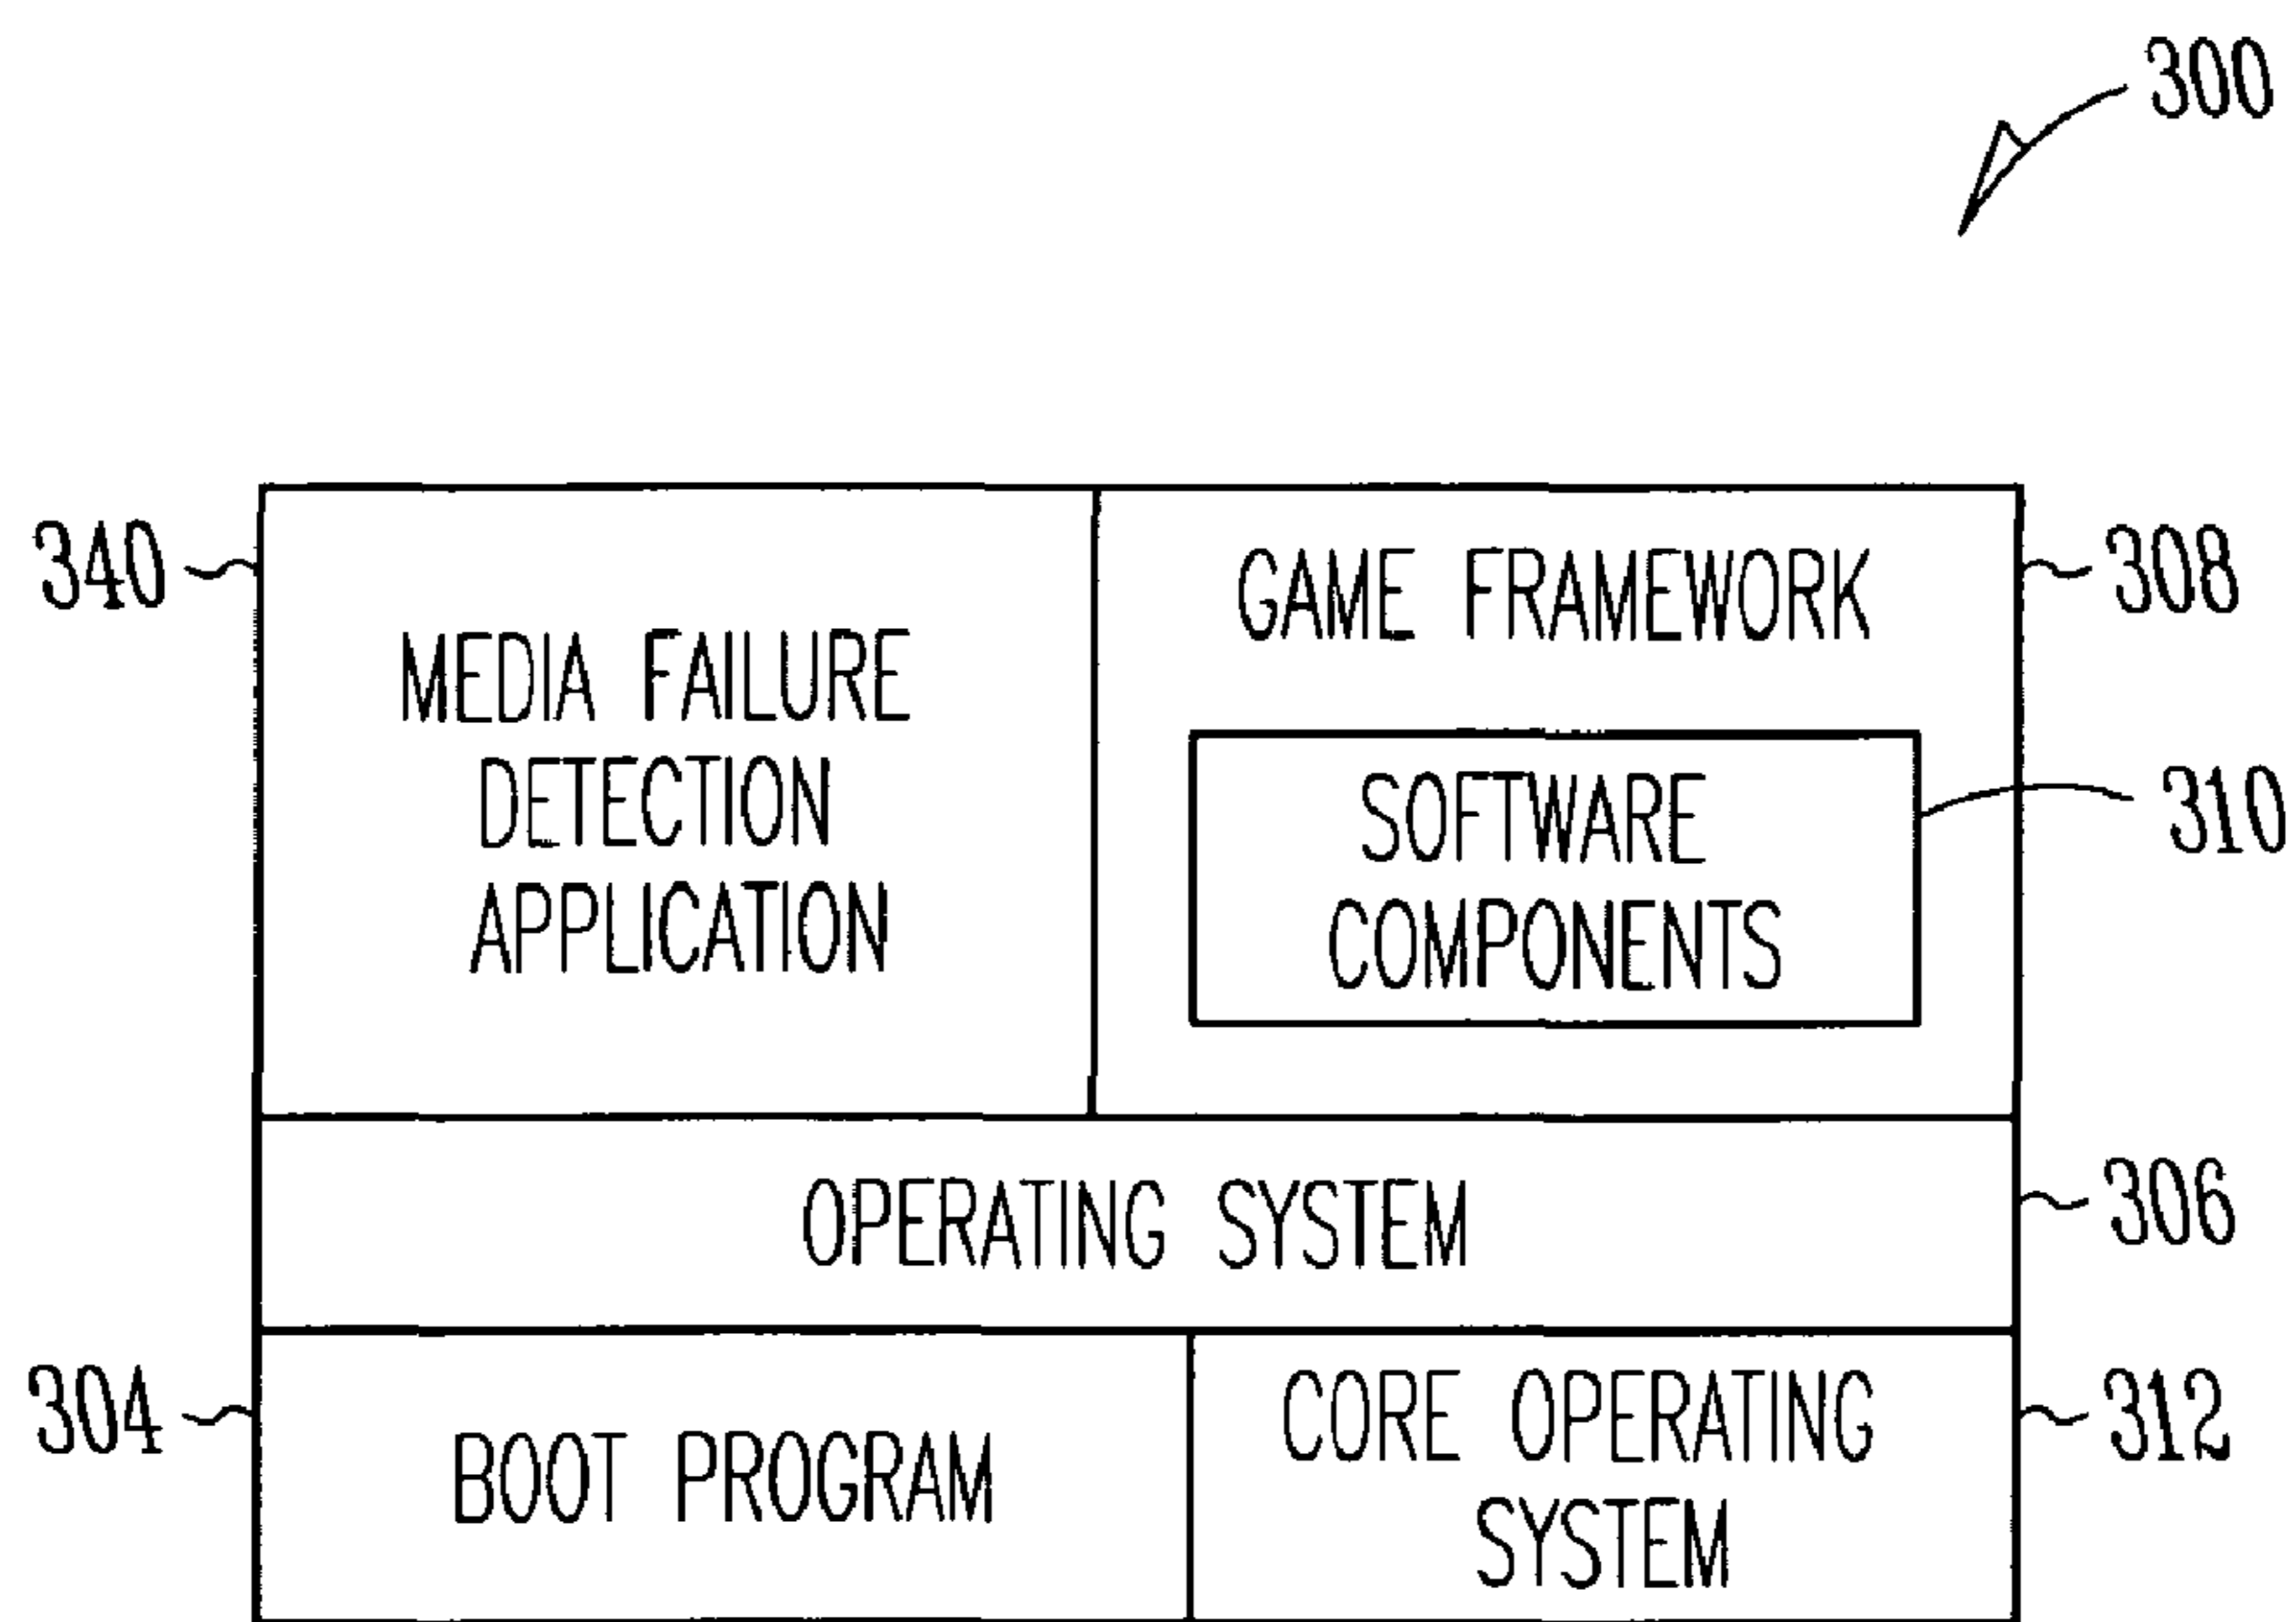 300
340
MEDIA FAILURE
DETECTION
APPLICATION
GAME FRAMEWORK
308
SOFTWARE
COMPONENTS
310
OPERATING SYSTEM
306
304
BOOT PROGRAM
CORE OPERATING
SYSTEM
312